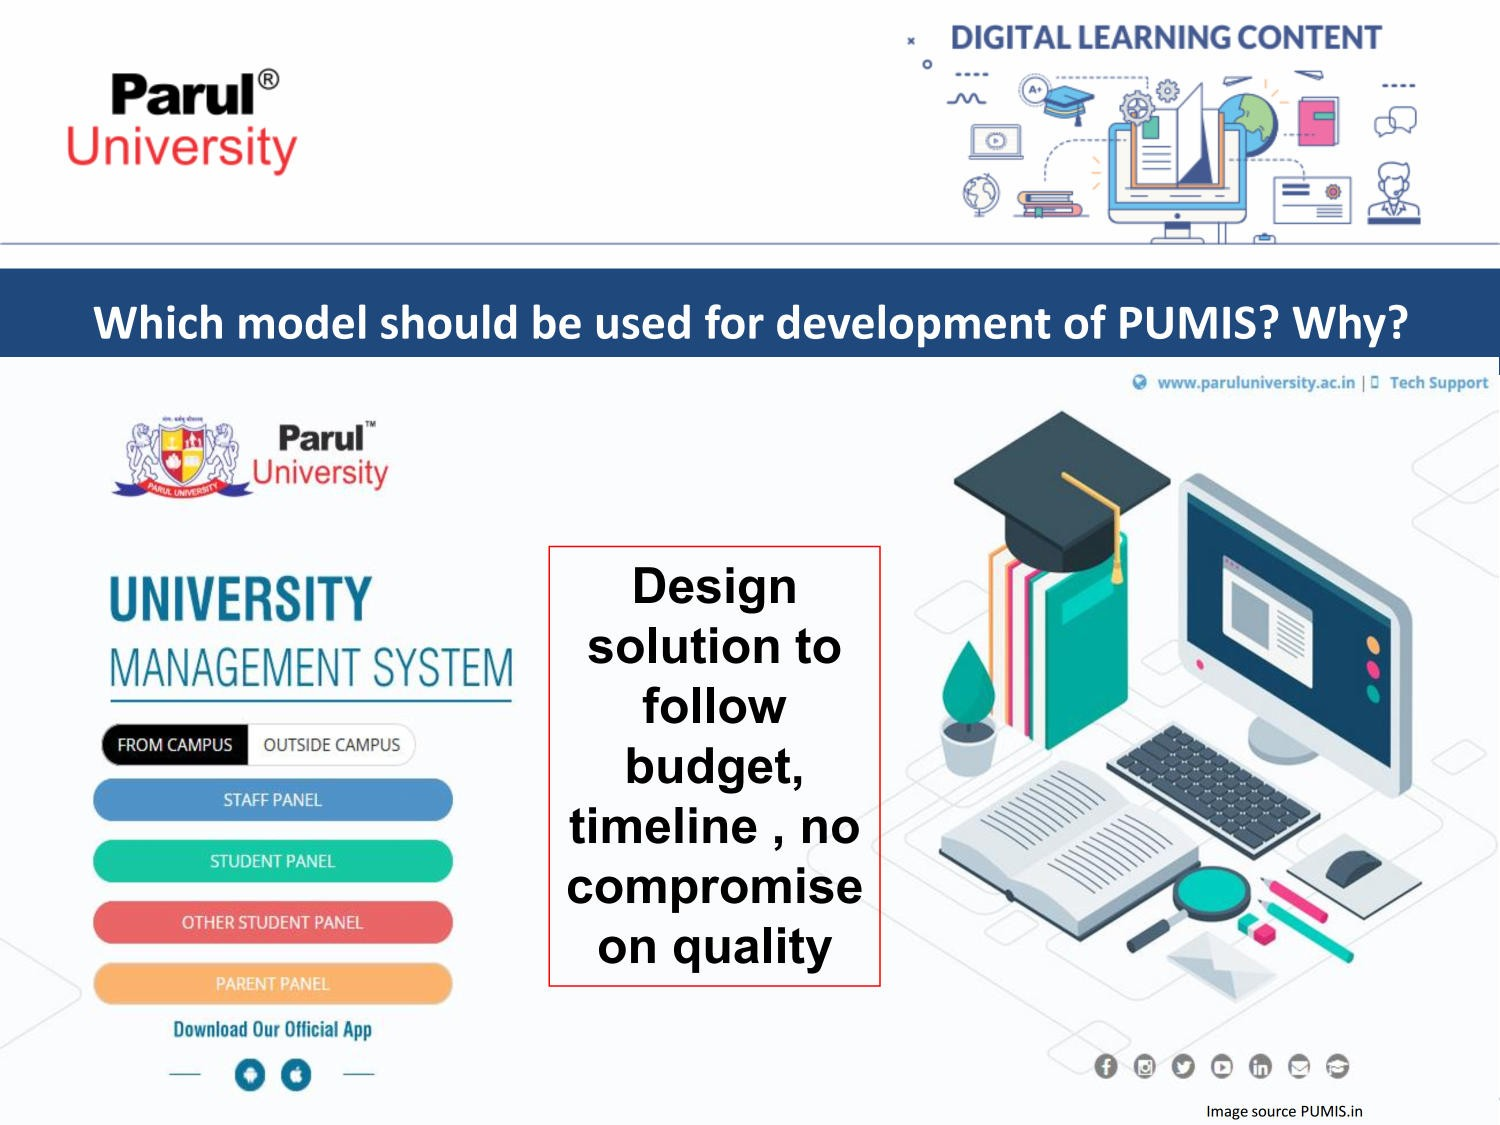 Parul®
University
DIGITAL LEARNING CONTENT
A+
Which model should be used for development of PUMIS? Why?
www.paruluniversity.ac.in | Tech Support
PARUL UNIVERSITY
Parul™
University
UNIVERSITY
MANAGEMENT SYSTEM
FROM CAMPUS OUTSIDE CAMPUS
STAFF PANEL
STUDENT PANEL
OTHER STUDENT PANEL
PARENT PANEL
Download Our Official App
Design
solution to
follow
budget,
timeline , no
compromise
on quality
Image source PUMIS.in